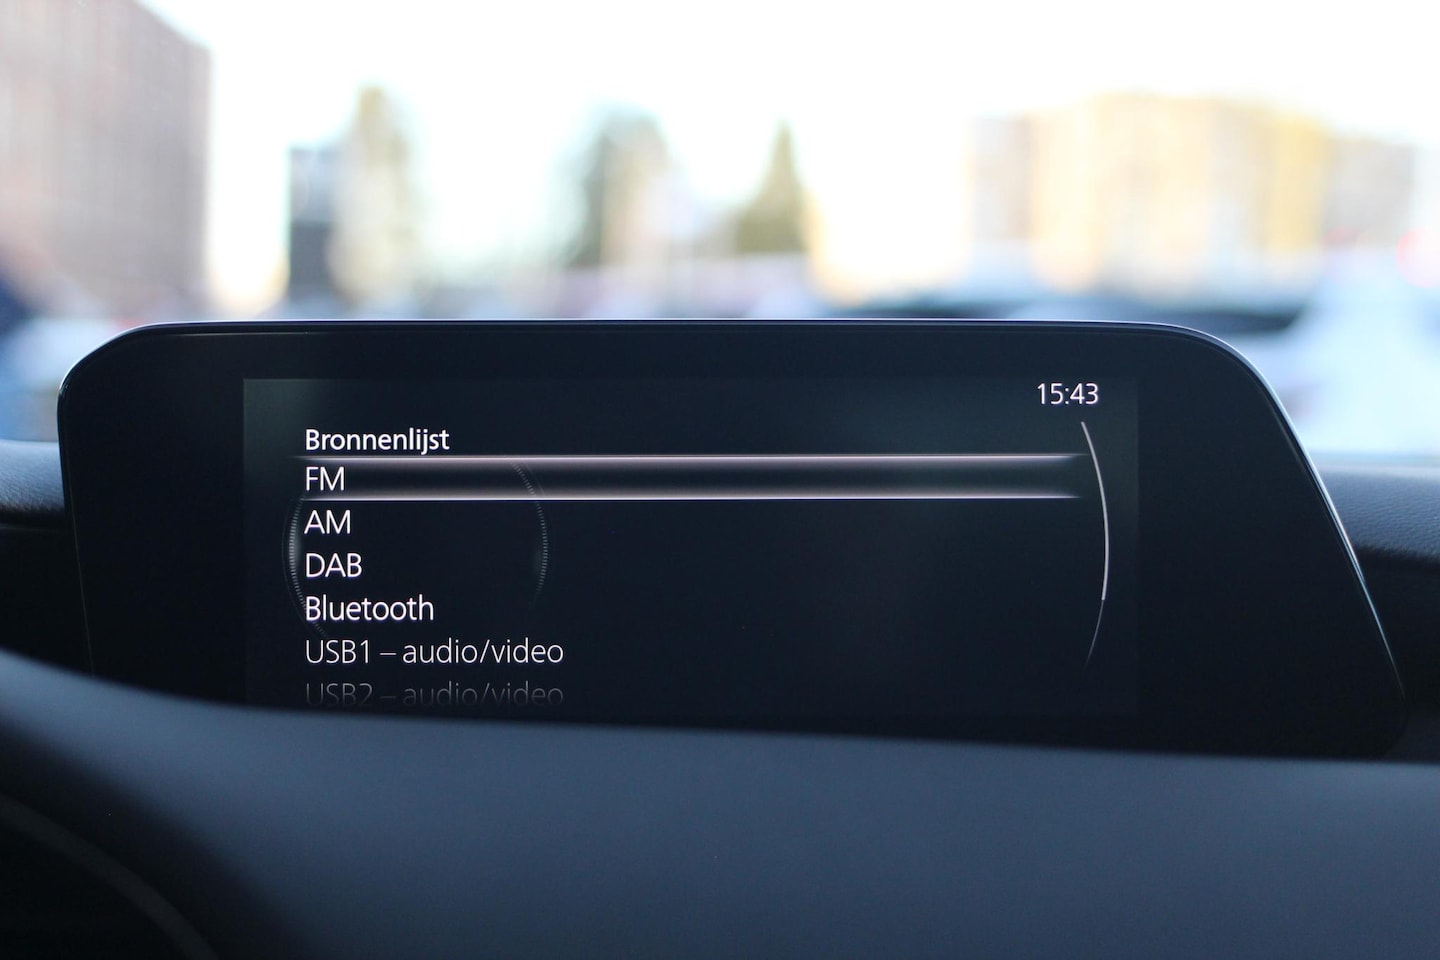 15:43
Bronnenlijst
FM
AM
DAB
Bluetooth
USB1 – audio/video
USB2 – audio/video